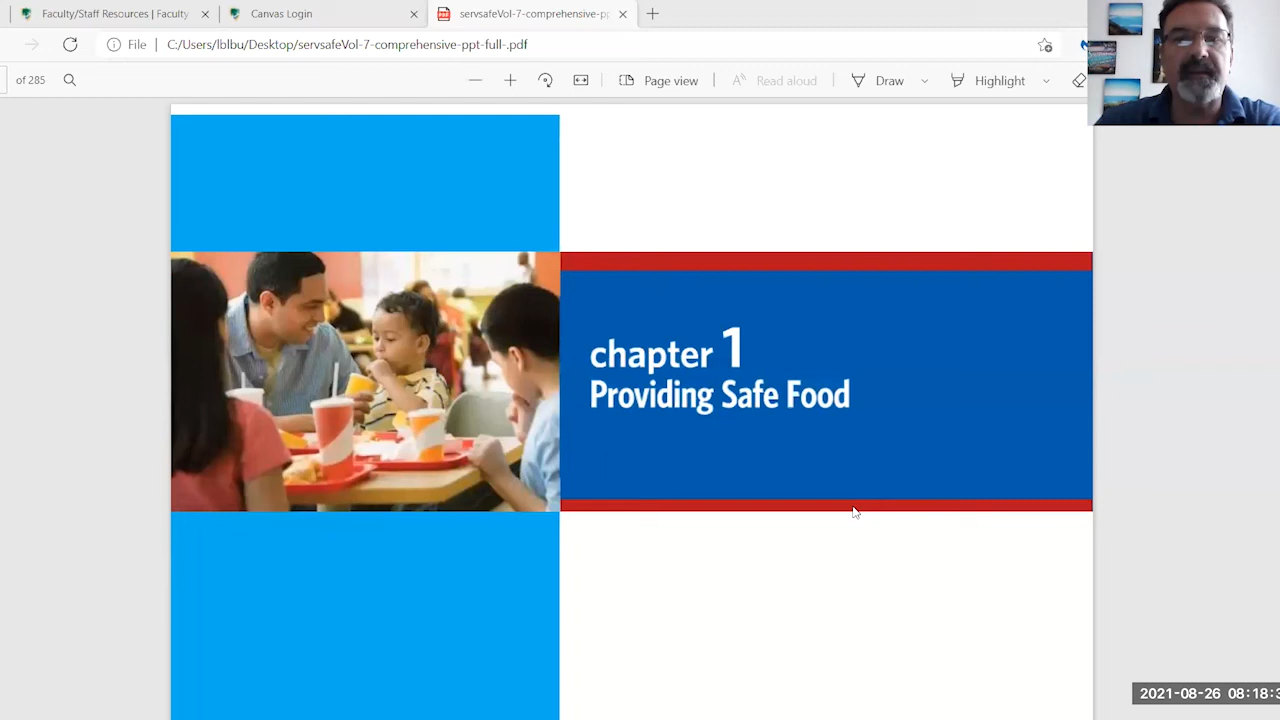 Faculty/Staff Resources | Faculty
Canvas Login
servsafeVol-7-comprehensive-pp
File
C:/Users/lblbu/Desktop/servsafeVol-7-comprehensive-ppt-full-.pdf
of 285
Page view
Read aloud
Draw
Highlight
chapter 1
Providing Safe Food
2021-08-26 08:18:3